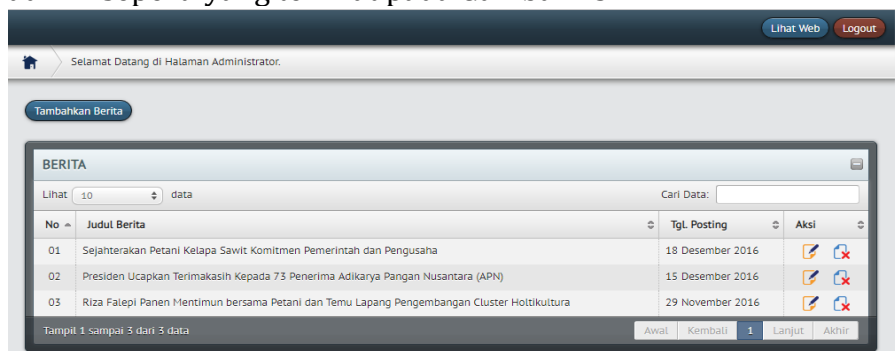 Lihat Web Logout
Selamat Datang di Halaman Administrator.
Tambahkan Berita
BERITA
Lihat 10 data Cari Data:
No Judul Berita Tgl. Posting Aksi
01 Sejahterakan Petani Kelapa Sawit Komitmen Pemerintah dan Pengusaha 18 Desember 2016
02 Presiden Ucapkan Terimakasih Kepada 73 Penerima Adikarya Pangan Nusantara (APN) 15 Desember 2016
03 Riza Falepi Panen Mentimun bersama Petani dan Temu Lapang Pengembangan Cluster Holtikultura 29 November 2016
Tampil 1 sampai 3 dari 3 data Awal Kembali 1 Lanjut Akhir